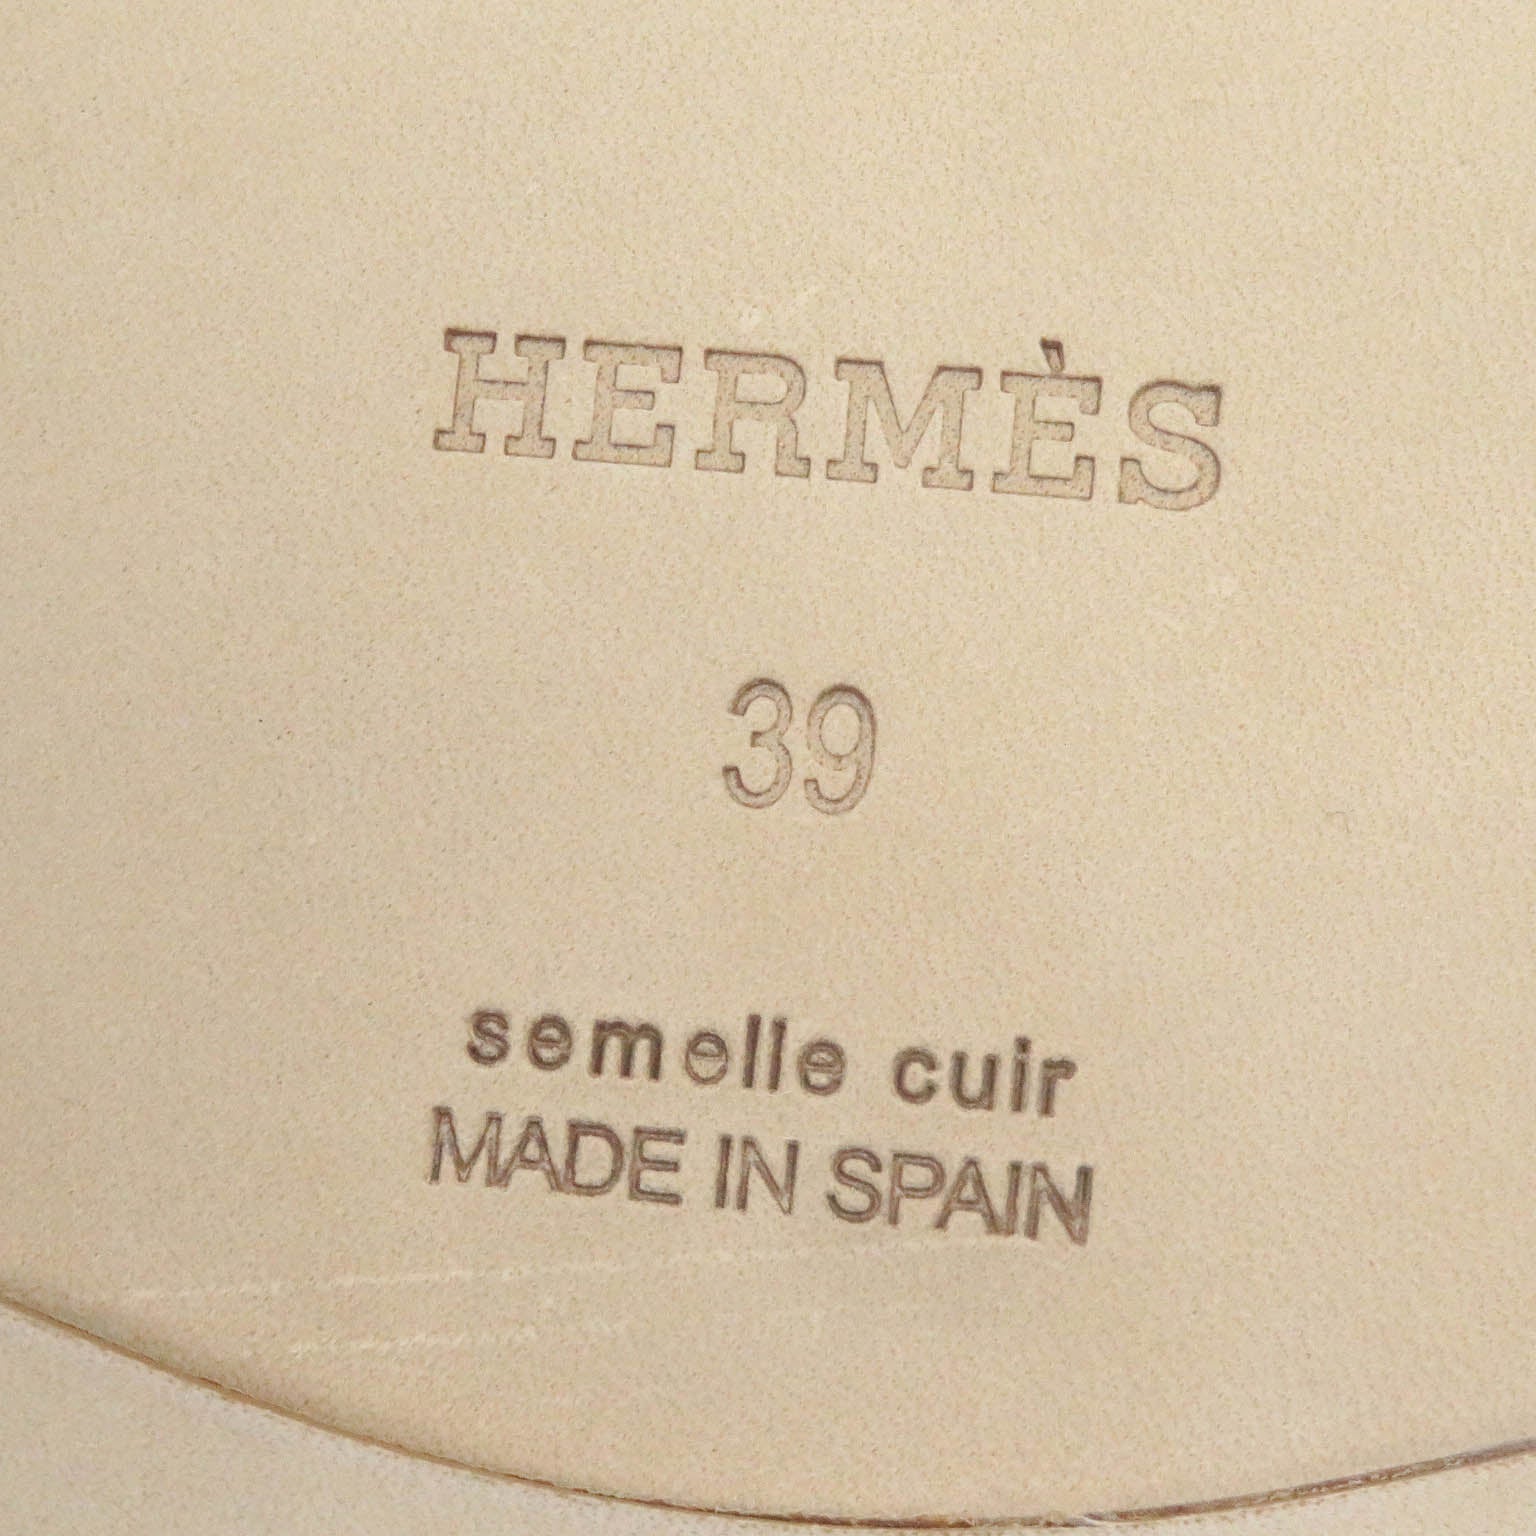 HERMÈS
39
semelle cuir
MADE IN SPAIN